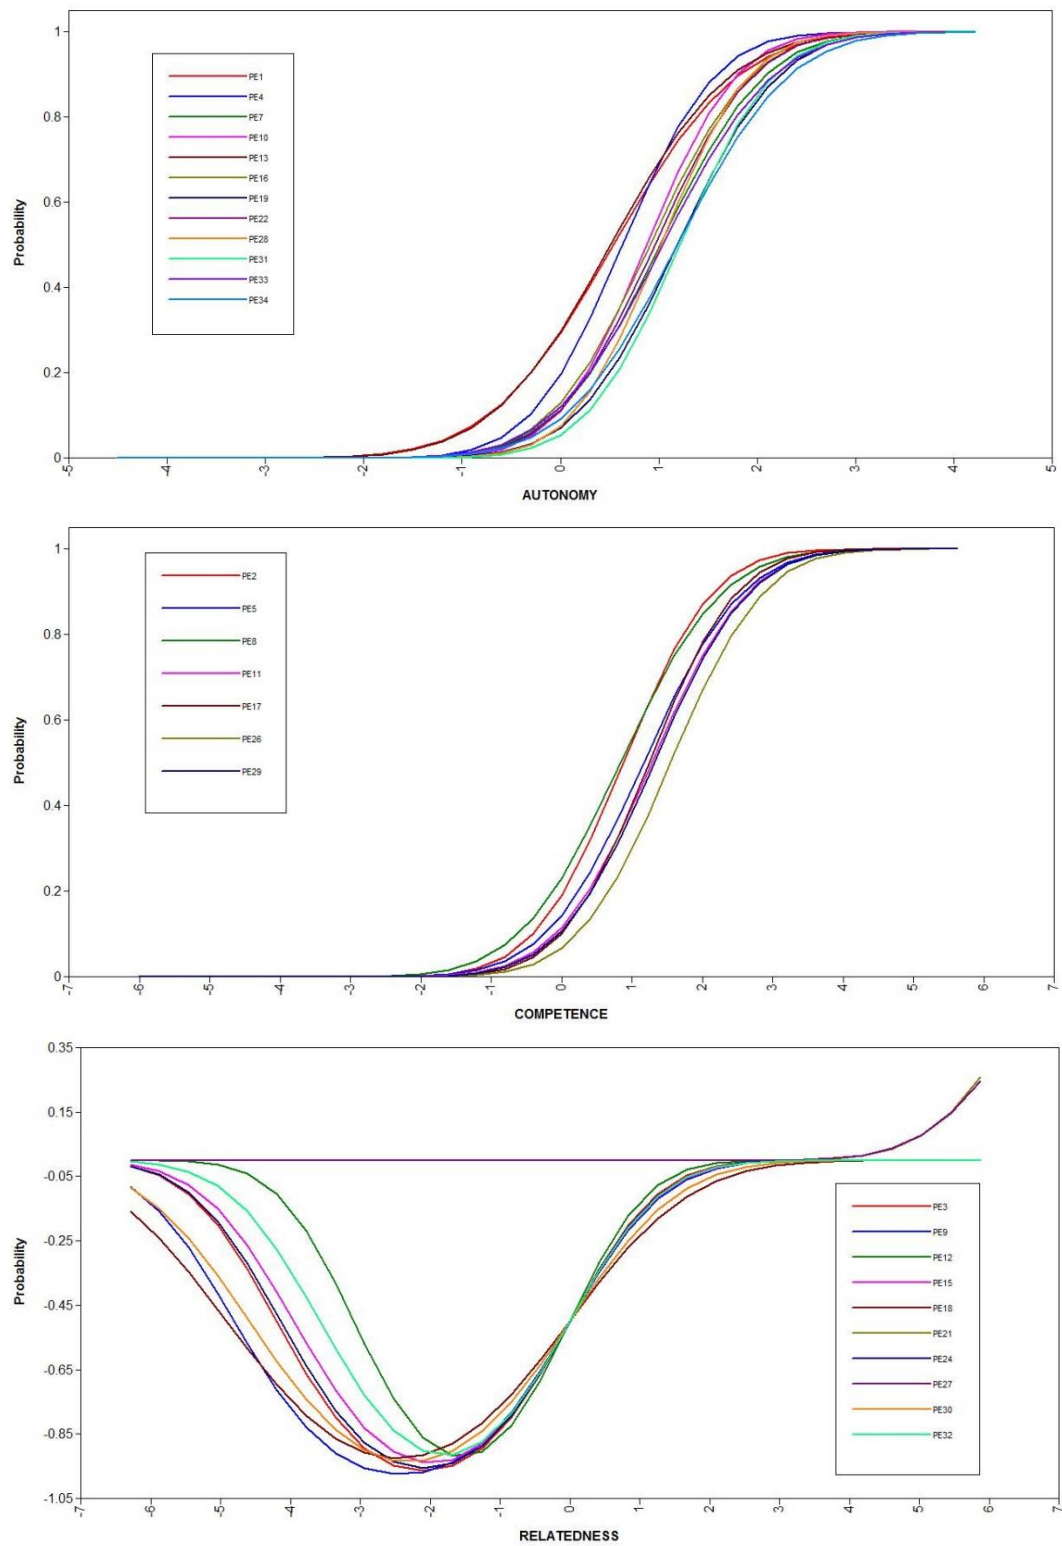 1
0.8
0.6
0.4
0.2
0
Probability
PE1
PE4
PE7
PE10
PE13
PE16
PE19
PE22
PE28
PE31
PE33
PE34
-5 -4 -3 -2 -1 0 1 2 3 4 5
AUTONOMY
1
0.8
0.6
0.4
0.2
0
Probability
PE2
PE5
PE8
PE11
PE17
PE26
PE29
-7 -6 -5 -4 -3 -2 -1 0 1 2 3 4 5 6 7
COMPETENCE
0.35
0.15
-0.05
-0.25
-0.45
-0.65
-0.85
-1.05
Probability
PE3
PE9
PE12
PE15
PE18
PE21
PE24
PE27
PE30
PE32
-7 -6 -5 -4 -3 -2 -1 0 1 2 3 4 5 6 7
RELATEDNESS